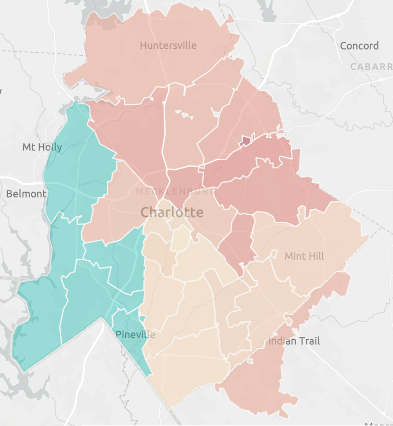 Huntersville
Concord
CABARR
Mt Holly
Belmont
MECKLENBURG
Charlotte
Mint Hill
Pineville
Indian Trail